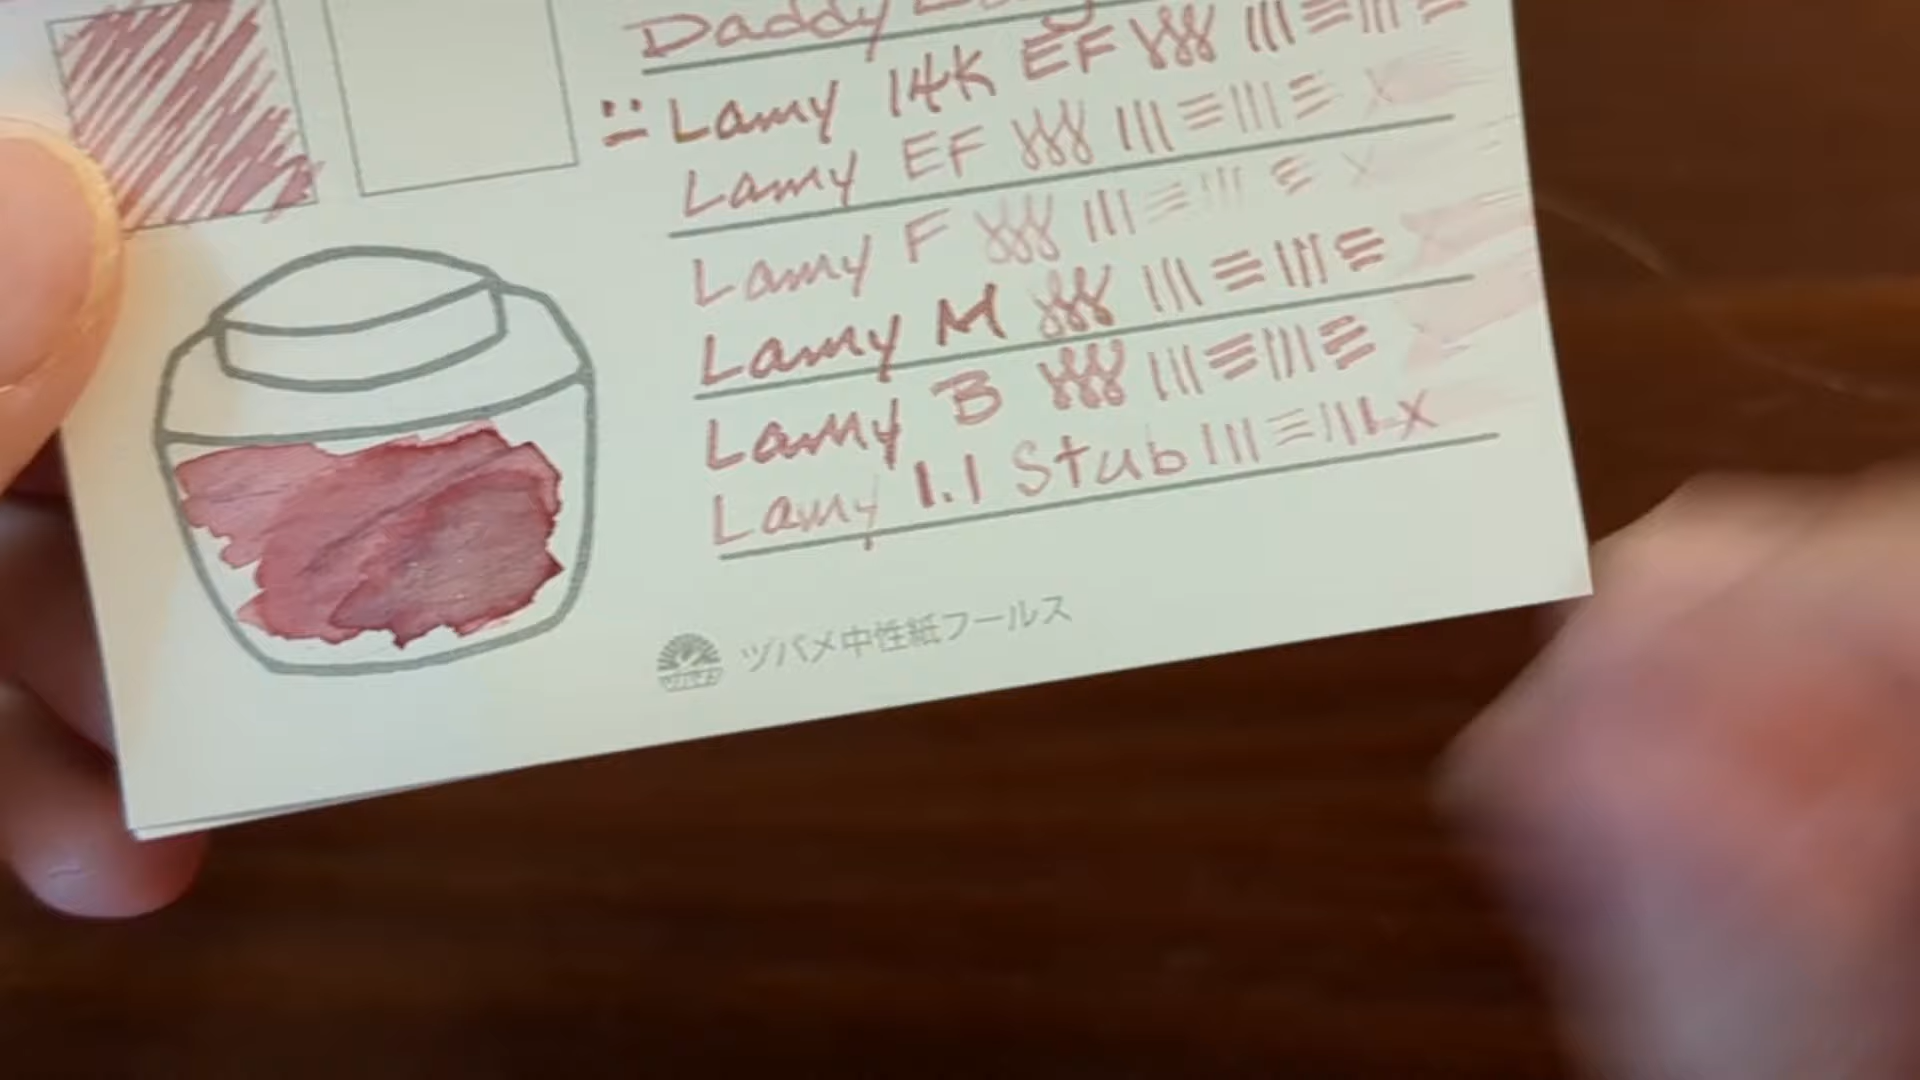 Daddy
Lamy 14K EF
Lamy EF
Lamy F
Lamy M
Lamy B
Lamy 1.1 Stub
ツバメ中性紙フールス